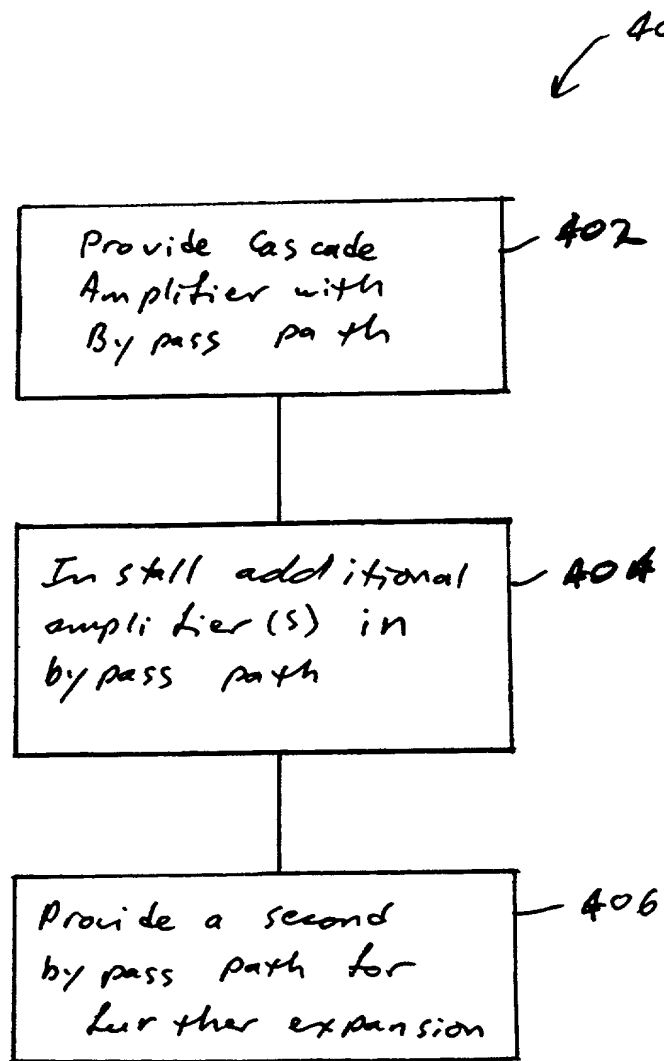 402
Provide Cascade
Amplifier with
Bypass path
404
Install additional
amplifier(s) in
bypass path
406
Provide a second
bypass path for
further expansion